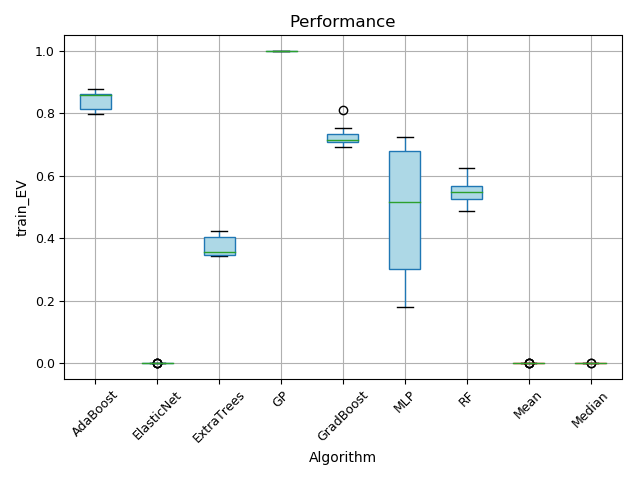 Performance
train_EV
1.0
0.8
0.6
0.4
0.2
0.0
AdaBoost
ElasticNet
ExtraTrees
GP
GradBoost
MLP
RF
Mean
Median
Algorithm